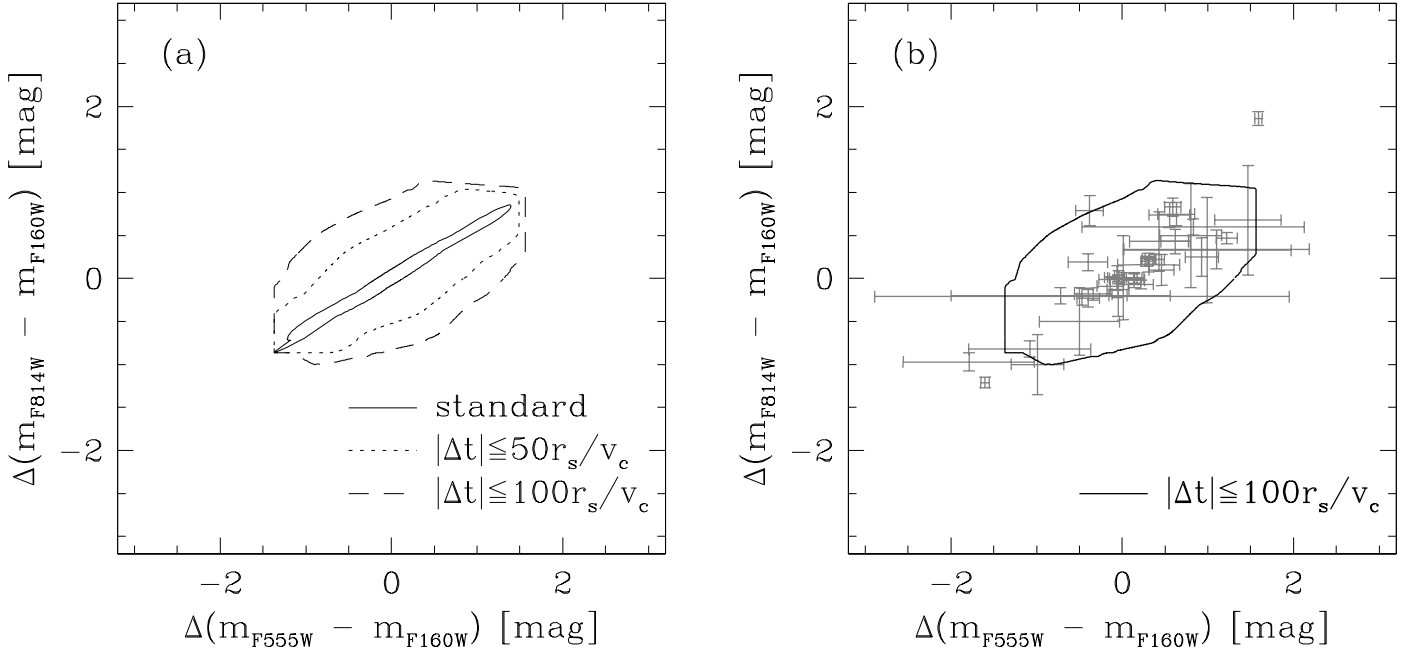 (a)
Δ(m_F814W − m_F160W) [mag]
2
0
−2
standard
|Δt|≦50r_s/v_c
|Δt|≦100r_s/v_c
−2 0 2
Δ(m_F555W − m_F160W) [mag]
(b)
Δ(m_F814W − m_F160W) [mag]
2
0
−2
|Δt|≦100r_s/v_c
−2 0 2
Δ(m_F555W − m_F160W) [mag]